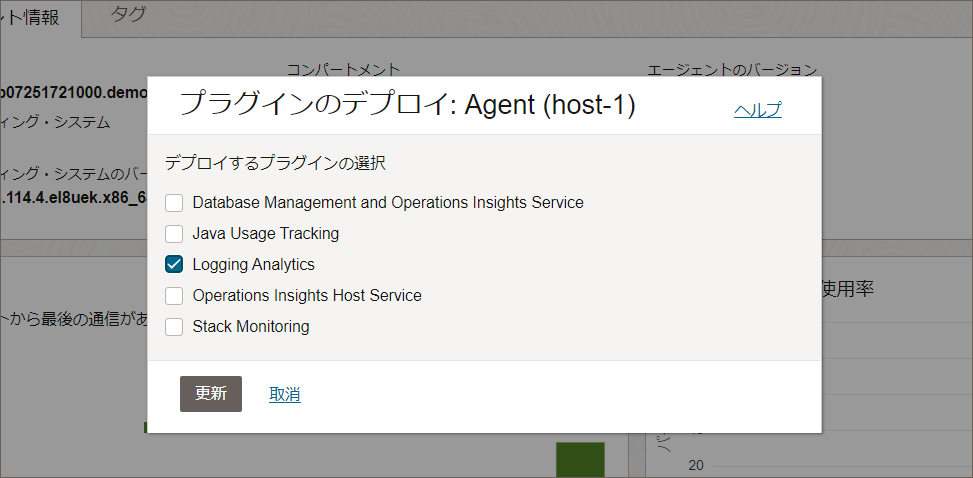 ント情報
タグ
コンパートメント
エージェントのバージョン
プラグインのデプロイ: Agent (host-1)
ヘルプ
o07251721000.demo
ィング・システム
デプロイするプラグインの選択
ィング・システムのバー
.114.4.el8uek.x86_6
Database Management and Operations Insights Service
Java Usage Tracking
Logging Analytics
Operations Insights Host Service
Stack Monitoring
使用率
トから最後の通信があ
更新
取消
20